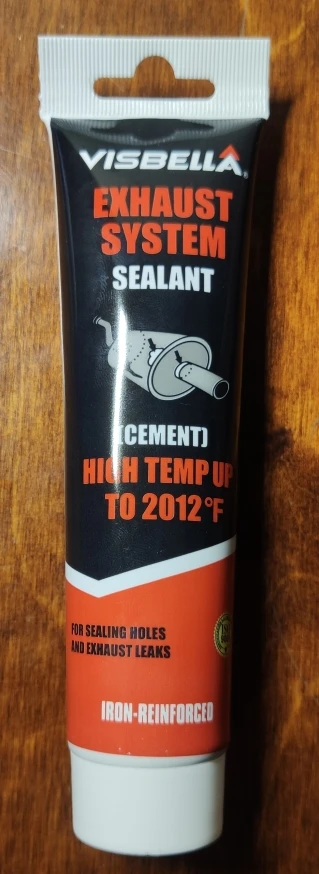 VISBELLA®
EXHAUST
SYSTEM
SEALANT
(CEMENT)
HIGH TEMP UP
TO 2012°F
FOR SEALING HOLES
AND EXHAUST LEAKS
IRON-REINFORCED